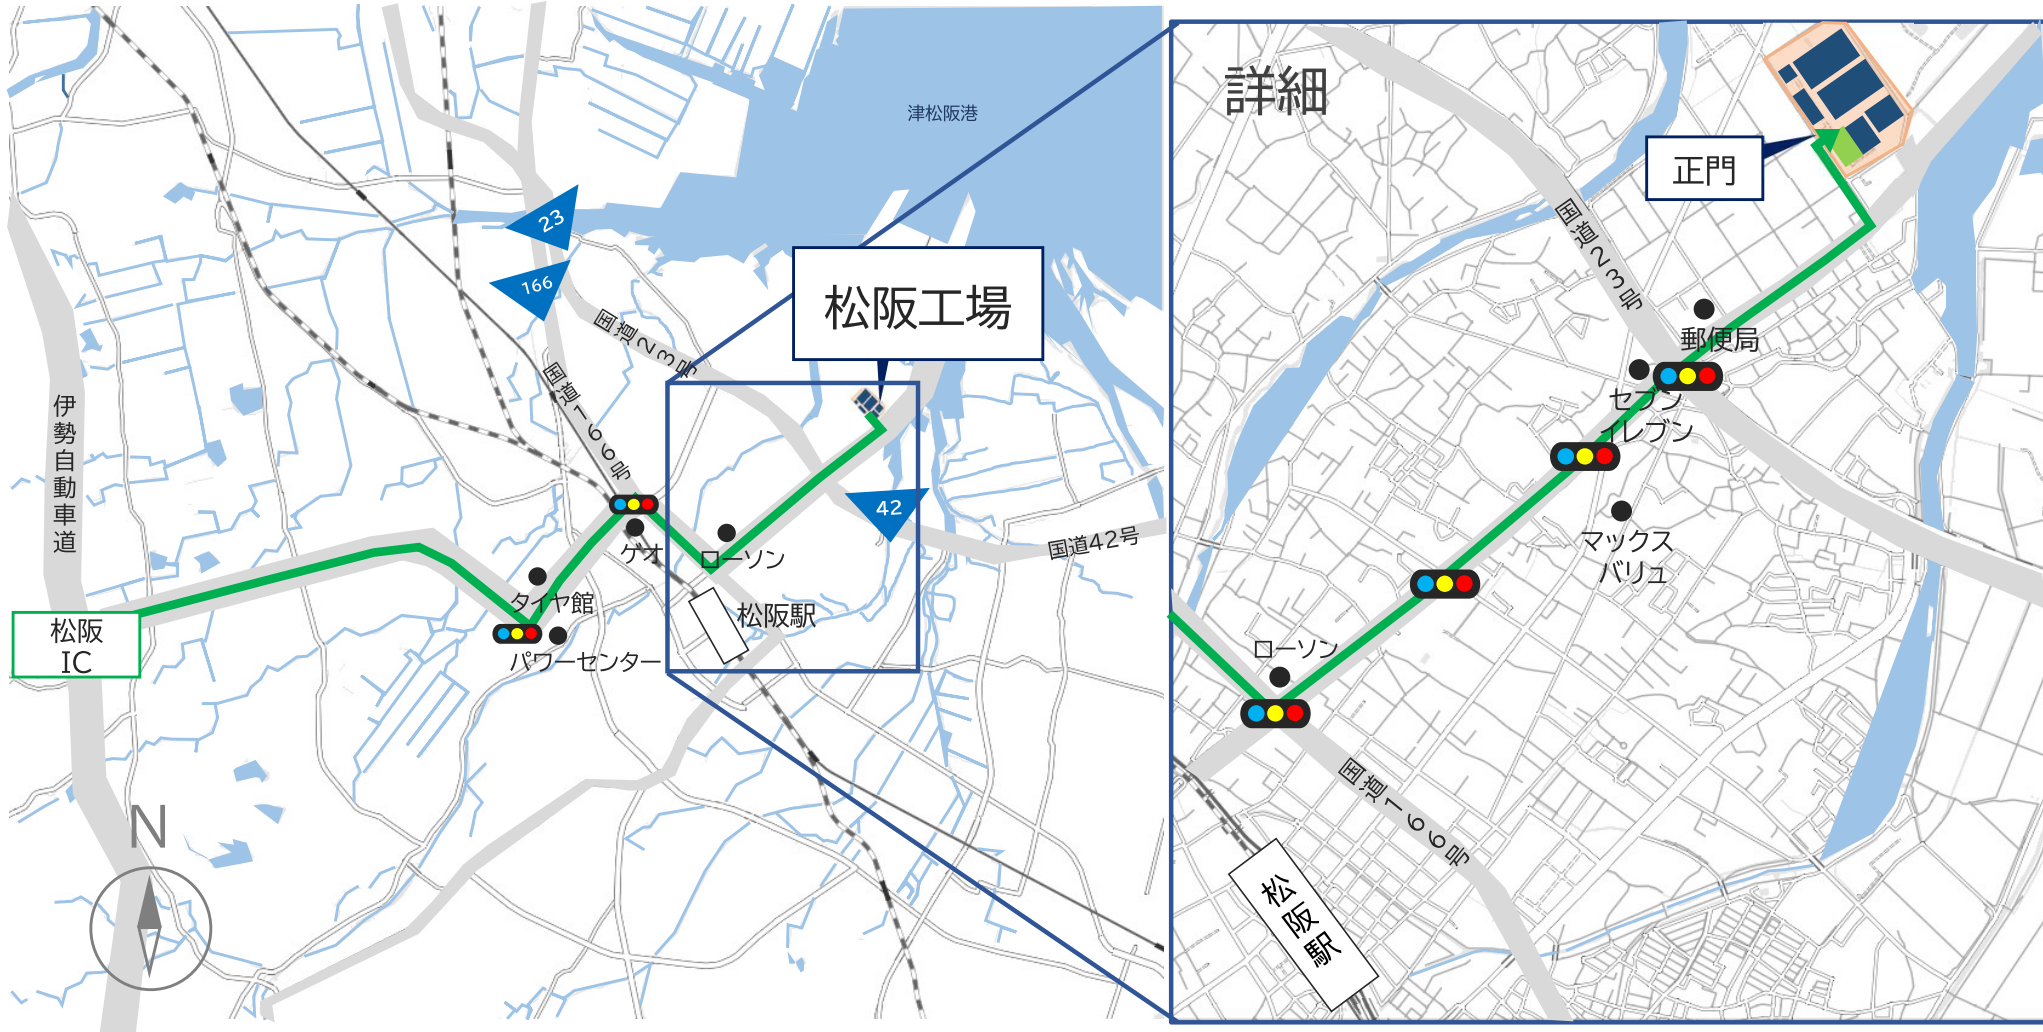 津松阪港
23
166
松阪工場
国道23号
国道166号
伊勢自動車道
42
国道42号
ゲオ
ローソン
タイヤ館
松阪駅
松阪
IC
パワーセンター
N
詳細
正門
国道23号
郵便局
セブン
イレブン
マックス
バリュ
ローソン
国道166号
松阪駅